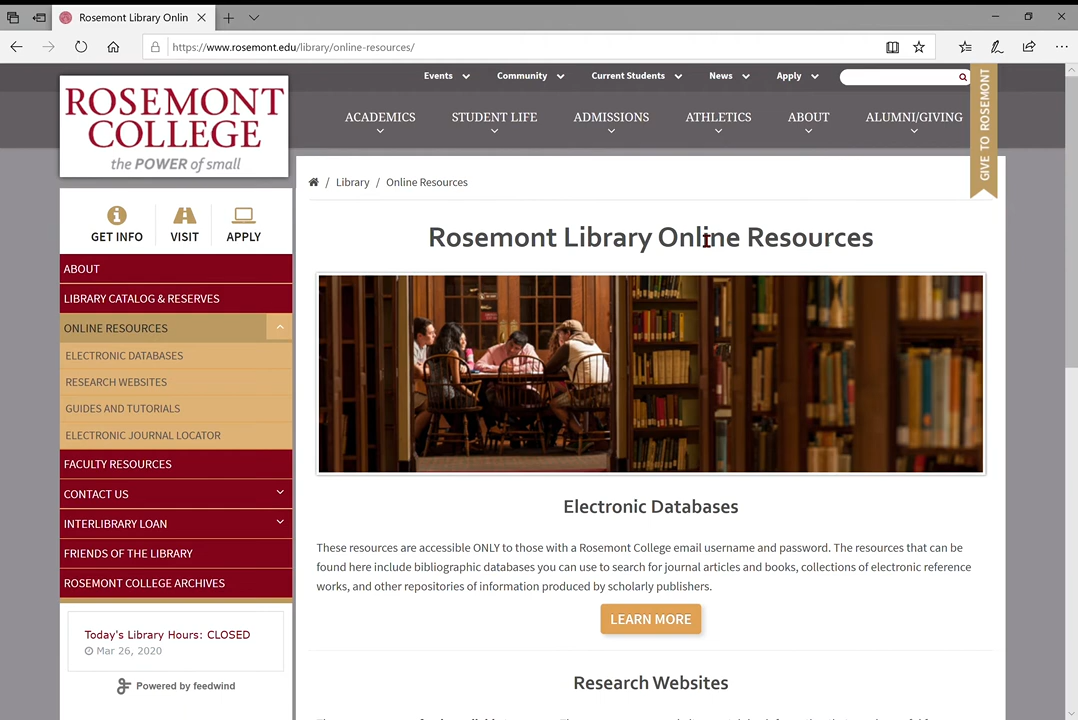 Rosemont Library Onlin
https://www.rosemont.edu/library/online-resources/
Events
Community
Current Students
News
Apply
ROSEMONT
COLLEGE
the POWER of small
ACADEMICS
STUDENT LIFE
ADMISSIONS
ATHLETICS
ABOUT
ALUMNI/GIVING
GIVE TO ROSEMONT
/ Library / Online Resources
GET INFO
VISIT
APPLY
ABOUT
LIBRARY CATALOG & RESERVES
ONLINE RESOURCES
ELECTRONIC DATABASES
RESEARCH WEBSITES
GUIDES AND TUTORIALS
ELECTRONIC JOURNAL LOCATOR
FACULTY RESOURCES
CONTACT US
INTERLIBRARY LOAN
FRIENDS OF THE LIBRARY
ROSEMONT COLLEGE ARCHIVES
Today's Library Hours: CLOSED
Mar 26, 2020
Powered by feedwind
Rosemont Library Online Resources
Electronic Databases
These resources are accessible ONLY to those with a Rosemont College email username and password. The resources that can be
found here include bibliographic databases you can use to search for journal articles and books, collections of electronic reference
works, and other repositories of information produced by scholarly publishers.
LEARN MORE
Research Websites